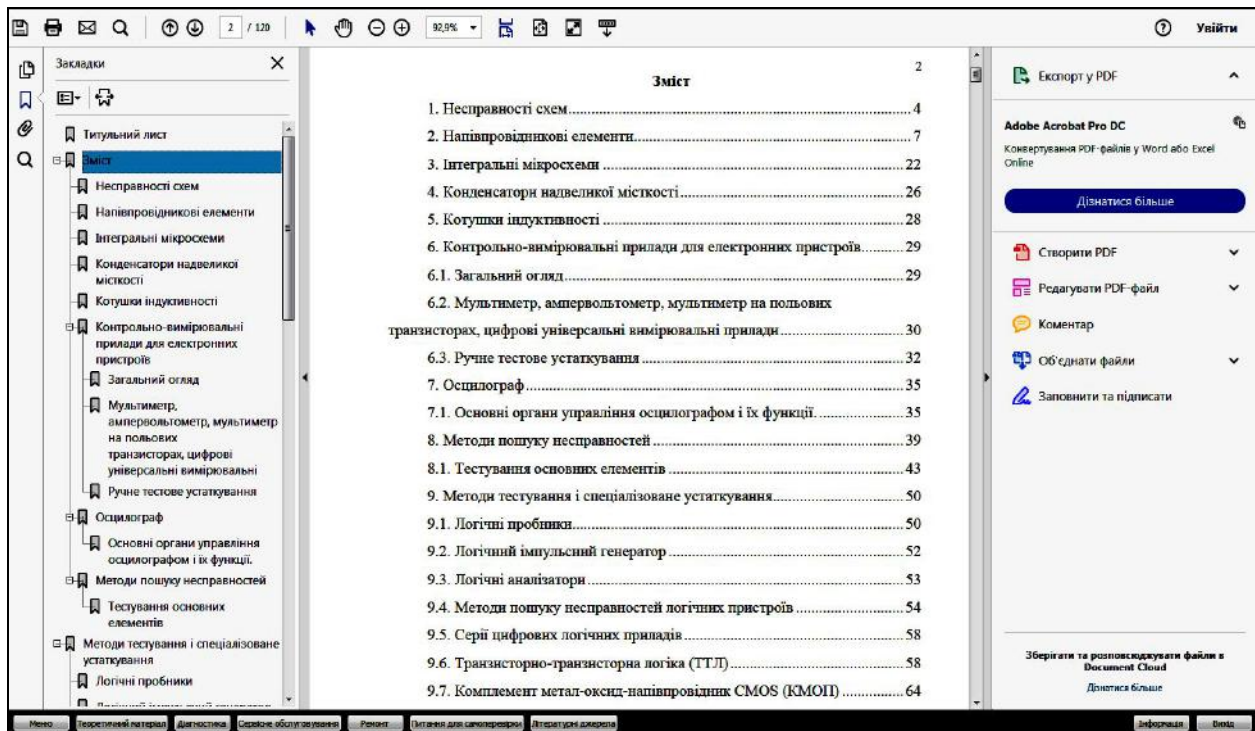 2 / 120
92,9%
Увійти
Закладки
Титульний лист
Зміст
Несправності схем
Напівпровідникові елементи
Інтегральні мікросхеми
Конденсатори надвеликої
місткості
Котушки індуктивності
Контрольно-вимірювальні
прилади для електронних
пристроїв
Загальний огляд
Мультиметр,
ампервольтометр, мультиметр
на польових
транзисторах, цифрові
універсальні вимірювальні
Ручне тестове устаткування
Осцилограф
Основні органи управління
осцилографом і їх функції.
Методи пошуку несправностей
Тестування основних
елементів
Методи тестування і спеціалізоване
устаткування
Логічні пробники
2
Зміст
1. Несправності схем 4
2. Напівпровідникові елементи 7
3. Інтегральні мікросхеми 22
4. Конденсатори надвеликої місткості 26
5. Котушки індуктивності 28
6. Контрольно-вимірювальні прилади для електронних пристроїв 29
6.1. Загальний огляд 29
6.2. Мультиметр, ампервольтометр, мультиметр на польових
транзисторах, цифрові універсальні вимірювальні прилади 30
6.3. Ручне тестове устаткування 32
7. Осцилограф 35
7.1. Основні органи управління осцилографом і їх функції. 35
8. Методи пошуку несправностей 39
8.1. Тестування основних елементів 43
9. Методи тестування і спеціалізоване устаткування 50
9.1. Логічні пробники 50
9.2. Логічний імпульсний генератор 52
9.3. Логічні аналізатори 53
9.4. Методи пошуку несправностей логічних пристроїв 54
9.5. Серії цифрових логічних приладів 58
9.6. Транзисторно-транзисторна логіка (ТТЛ) 58
9.7. Комплемент метал-оксид-напівпровідник CMOS (КМОП) 64
Експорт у PDF
Adobe Acrobat Pro DC
Конвертування PDF-файлів у Word або Excel
Online
Дізнатися більше
Створити PDF
Редагувати PDF-файл
Коментар
Об'єднати файли
Заповнити та підписати
Зберігати та розповсюджувати файли в
Document Cloud
Дізнатися більше
Меню Теоретичний матеріал Діагностика Сервісне обслуговування Ремонт Питання для самоперевірки Літературні джерела Інформація Вихід